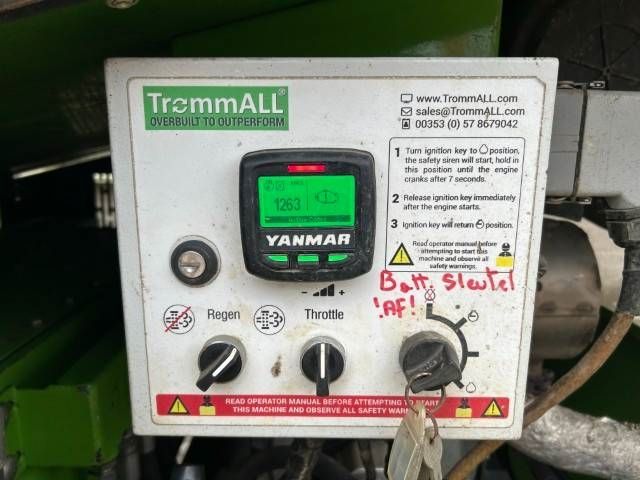 TrommALL®
OVERBUILT TO OUTPERFORM
www.TrommALL.com
sales@TrommALL.com
00353 (0) 57 8679042
1 Turn ignition key to position,
the safety siren will start, hold in
this position until the engine
cranks after 7 seconds.
2 Release ignition key immediately
after the engine starts.
3 Ignition key will return position.
Read operator manual before
attempting to start this
machine and observe all
safety warnings.
1263
YANMAR
- +
Batt. Sleutel
!AF!
Regen
Throttle
READ OPERATOR MANUAL BEFORE ATTEMPTING TO START
THIS MACHINE AND OBSERVE ALL SAFETY WARN